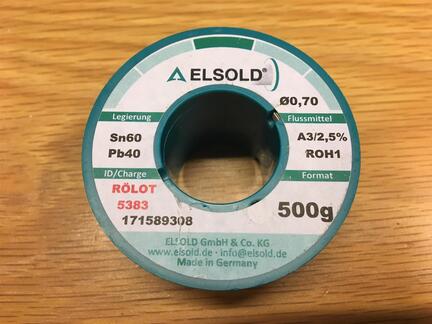 ELSOLD®
Ø0,70
Legierung
Flussmittel
Sn60
Pb40
A3/2,5%
ROH1
ID/Charge
Format
RÖLOT
5383
171589308
500g
ELSOLD GmbH & Co. KG
www.elsold.de · info@elsold.de
Made in Germany